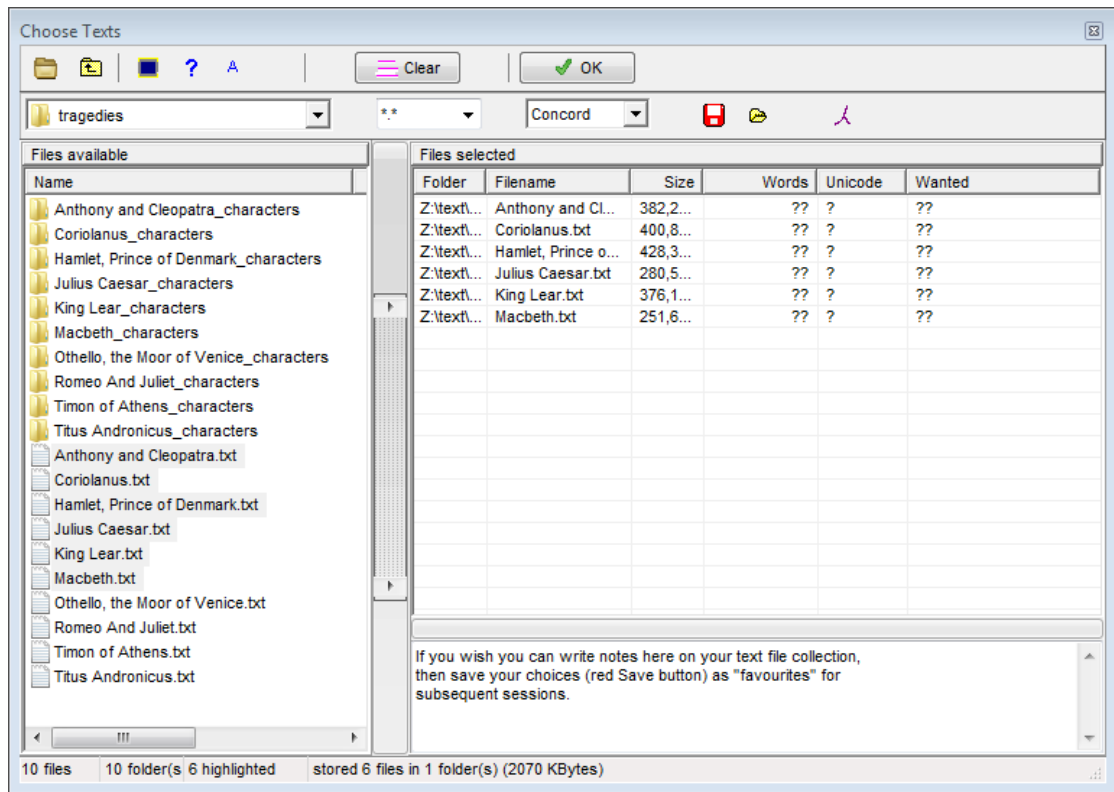 Choose Texts
? A Clear OK
tragedies *.* Concord
Files available
Name
Anthony and Cleopatra_characters
Coriolanus_characters
Hamlet, Prince of Denmark_characters
Julius Caesar_characters
King Lear_characters
Macbeth_characters
Othello, the Moor of Venice_characters
Romeo And Juliet_characters
Timon of Athens_characters
Titus Andronicus_characters
Anthony and Cleopatra.txt
Coriolanus.txt
Hamlet, Prince of Denmark.txt
Julius Caesar.txt
King Lear.txt
Macbeth.txt
Othello, the Moor of Venice.txt
Romeo And Juliet.txt
Timon of Athens.txt
Titus Andronicus.txt
Files selected
Folder Filename Size Words Unicode Wanted
Z:\text\... Anthony and Cl... 382,2... ?? ? ??
Z:\text\... Coriolanus.txt 400,8... ?? ? ??
Z:\text\... Hamlet, Prince o... 428,3... ?? ? ??
Z:\text\... Julius Caesar.txt 280,5... ?? ? ??
Z:\text\... King Lear.txt 376,1... ?? ? ??
Z:\text\... Macbeth.txt 251,6... ?? ? ??
If you wish you can write notes here on your text file collection,
then save your choices (red Save button) as "favourites" for
subsequent sessions.
10 files 10 folder(s 6 highlighted stored 6 files in 1 folder(s) (2070 KBytes)